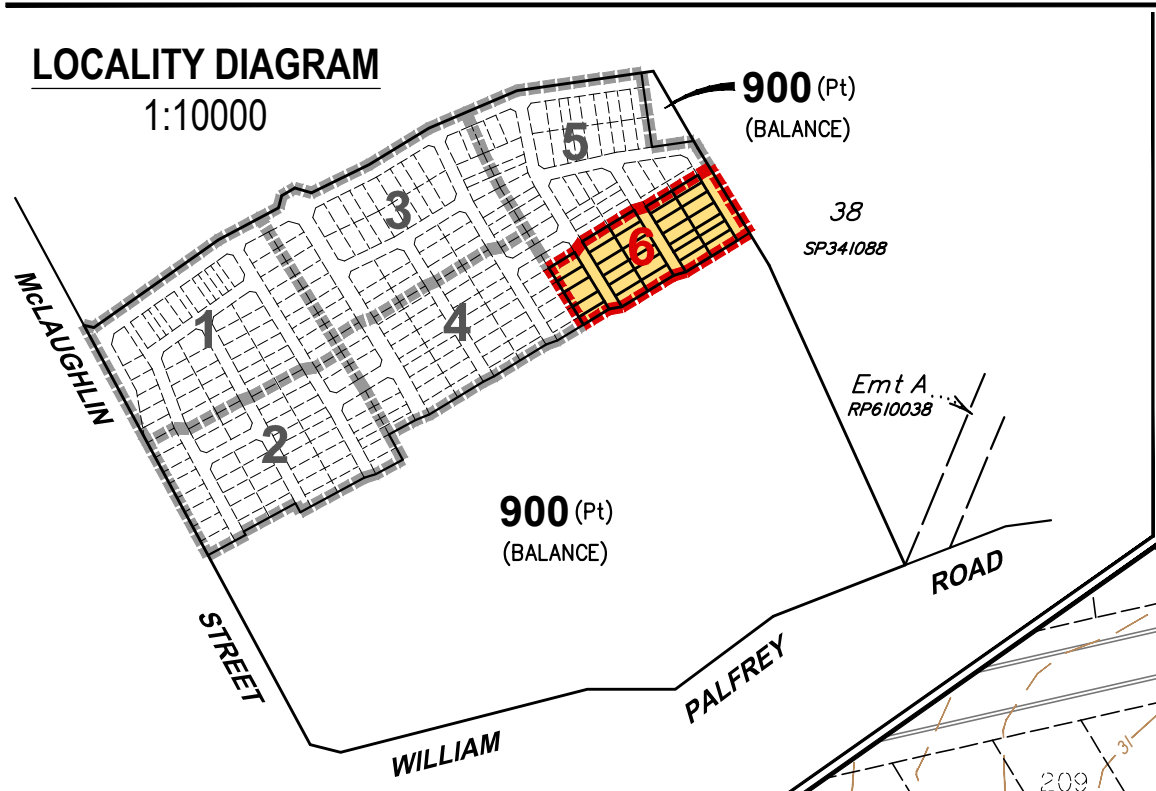 LOCALITY DIAGRAM
1:10000
900 (Pt)
(BALANCE)
5
3
38
SP341088
6
McLAUGHLIN
1
4
Emt A
RP610038
2
900 (Pt)
(BALANCE)
ROAD
STREET
PALFREY
WILLIAM
31
209